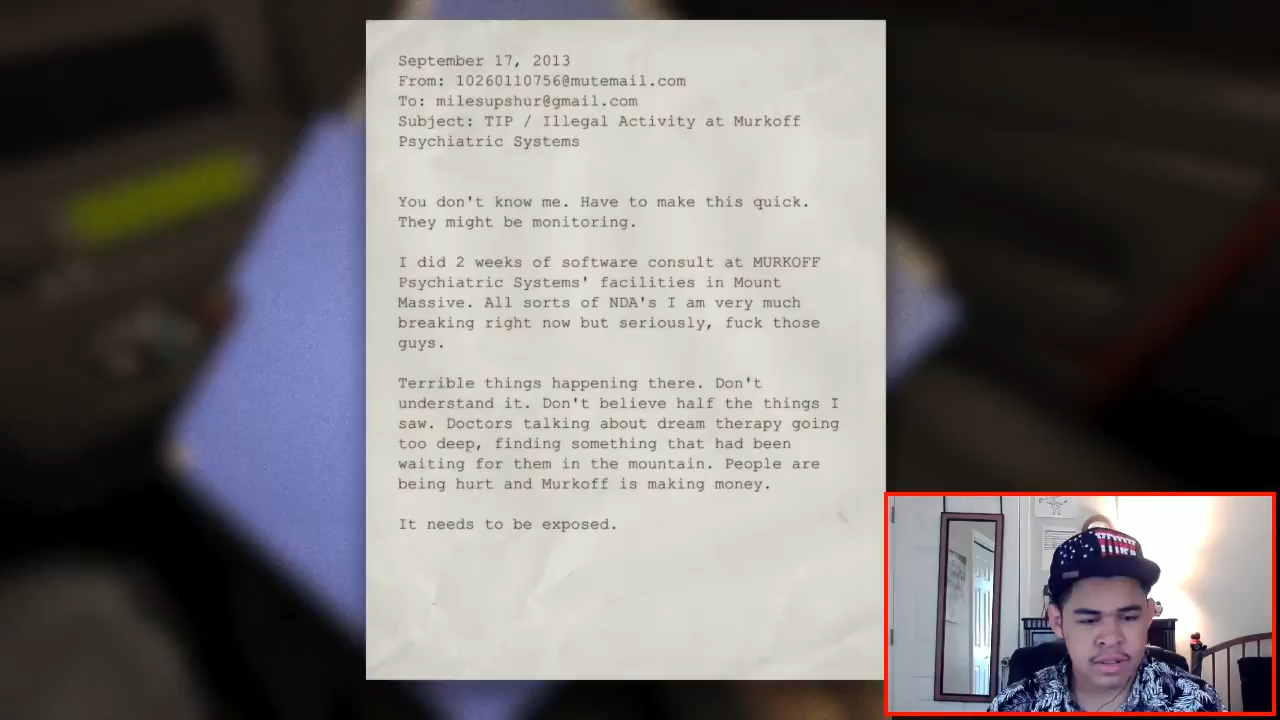 September 17, 2013
From: 10260110756@mutemail.com
To: milesupshur@gmail.com
Subject: TIP / Illegal Activity at Murkoff
Psychiatric Systems
You don't know me. Have to make this quick.
They might be monitoring.
I did 2 weeks of software consult at MURKOFF
Psychiatric Systems' facilities in Mount
Massive. All sorts of NDA's I am very much
breaking right now but seriously, fuck those
guys.
Terrible things happening there. Don't
understand it. Don't believe half the things I
saw. Doctors talking about dream therapy going
too deep, finding something that had been
waiting for them in the mountain. People are
being hurt and Murkoff is making money.
It needs to be exposed.